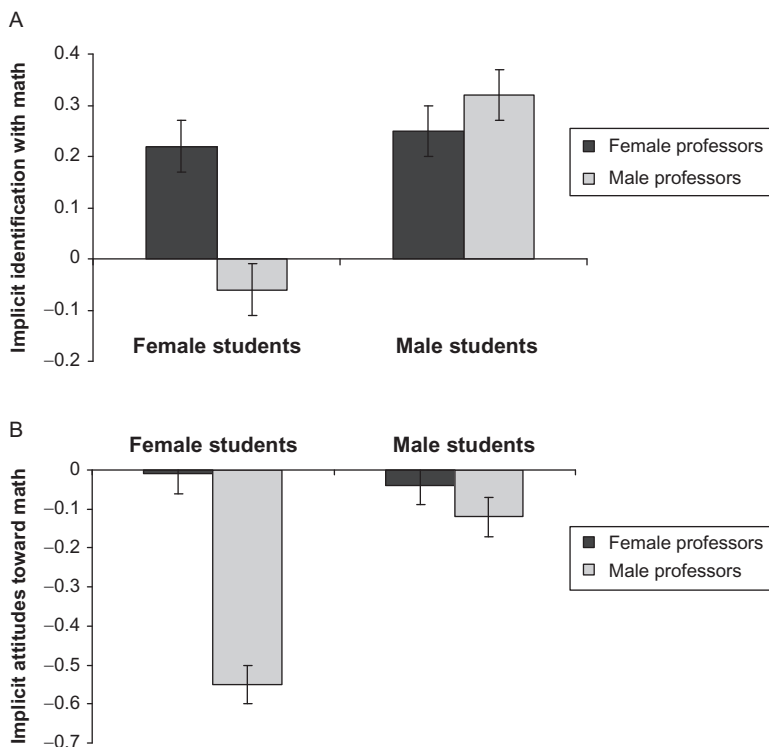 A
Implicit identification with math
0.4
0.3
0.2
0.1
0
–0.1
–0.2
Female students
Male students
Female professors
Male professors
B
Implicit attitudes toward math
Female students
Male students
0
–0.1
–0.2
–0.3
–0.4
–0.5
–0.6
–0.7
Female professors
Male professors